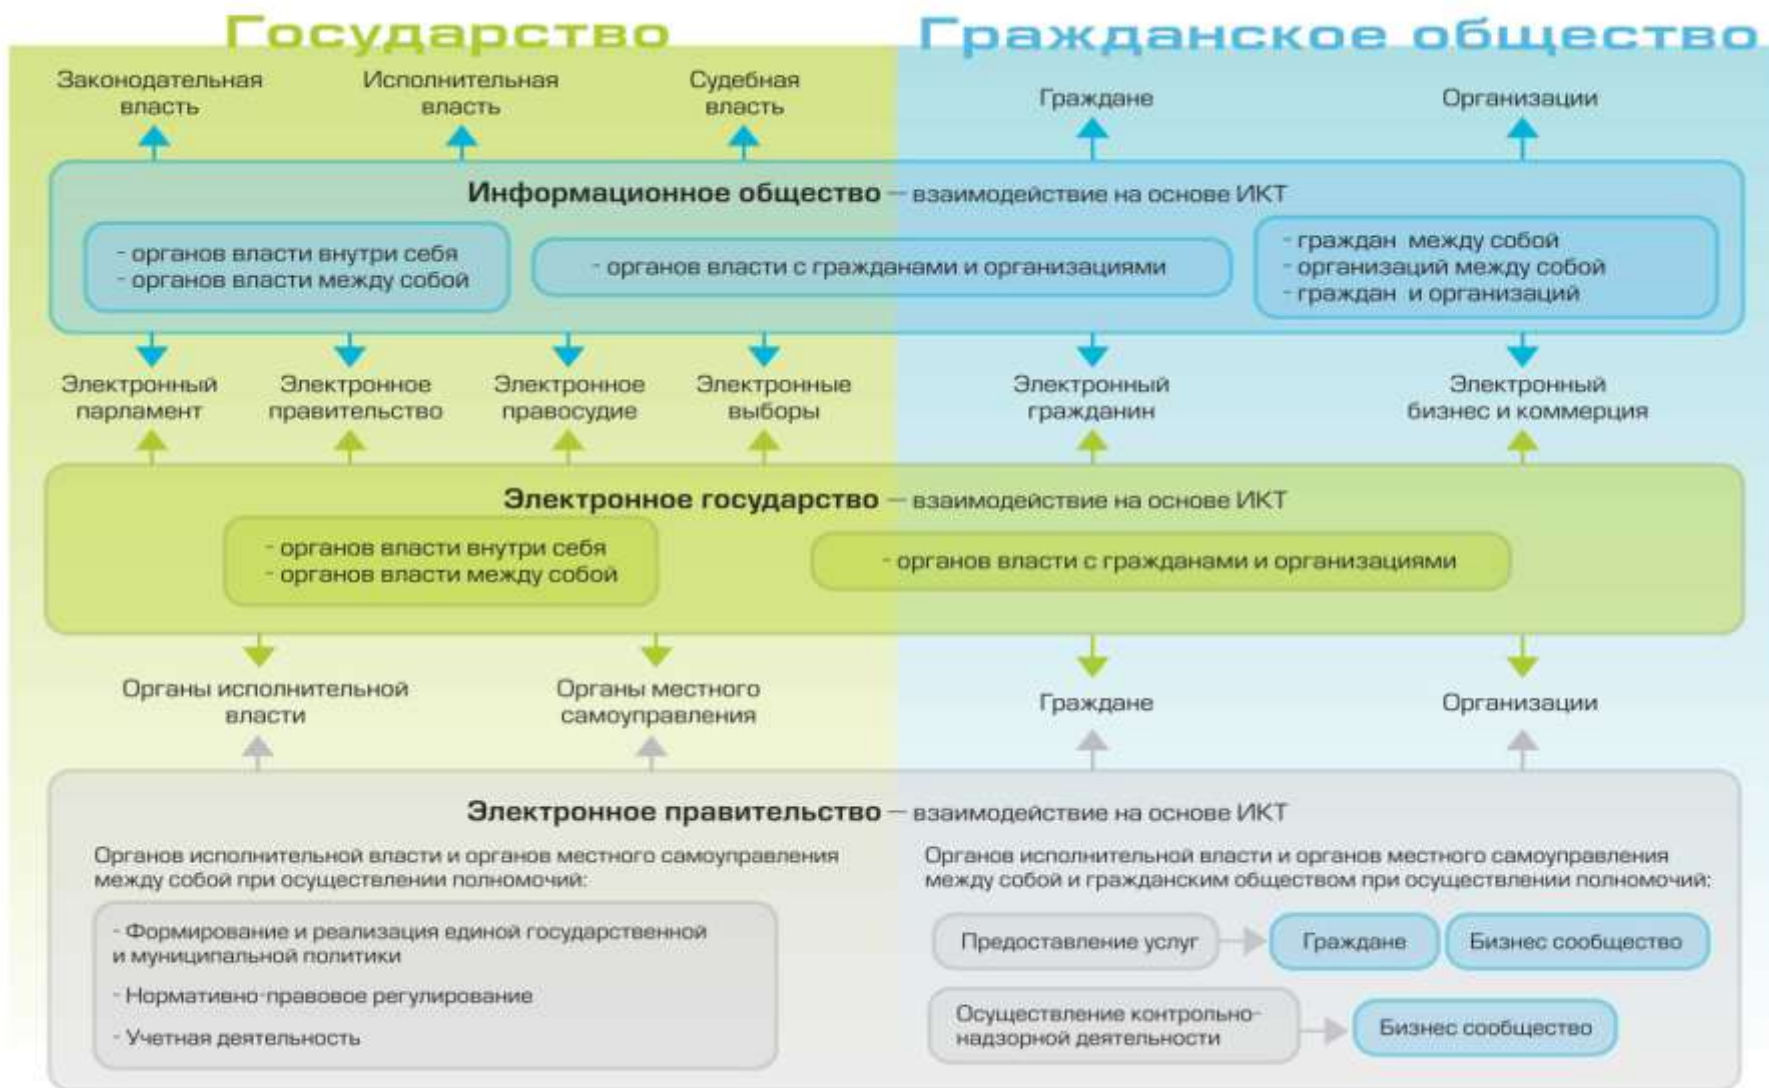 Государство
Гражданское общество
Законодательная
власть
Исполнительная
власть
Судебная
власть
Граждане
Организации
Информационное общество – взаимодействие на основе ИКТ
- органов власти внутри себя
- органов власти между собой
- органов власти с гражданами и организациями
- граждан между собой
- организаций между собой
- граждан и организаций
Электронный
парламент
Электронное
правительство
Электронное
правосудие
Электронные
выборы
Электронный
гражданин
Электронный
бизнес и коммерция
Электронное государство – взаимодействие на основе ИКТ
- органов власти внутри себя
- органов власти между собой
- органов власти с гражданами и организациями
Органы исполнительной
власти
Органы местного
самоуправления
Граждане
Организации
Электронное правительство – взаимодействие на основе ИКТ
Органов исполнительной власти и органов местного самоуправления
между собой при осуществлении полномочий:
- Формирование и реализация единой государственной
и муниципальной политики
- Нормативно-правовое регулирование
- Учетная деятельность
Органов исполнительной власти и органов местного самоуправления
между собой и гражданским обществом при осуществлении полномочий:
Предоставление услуг
Граждане
Бизнес сообщество
Осуществление контрольно-
надзорной деятельности
Бизнес сообщество